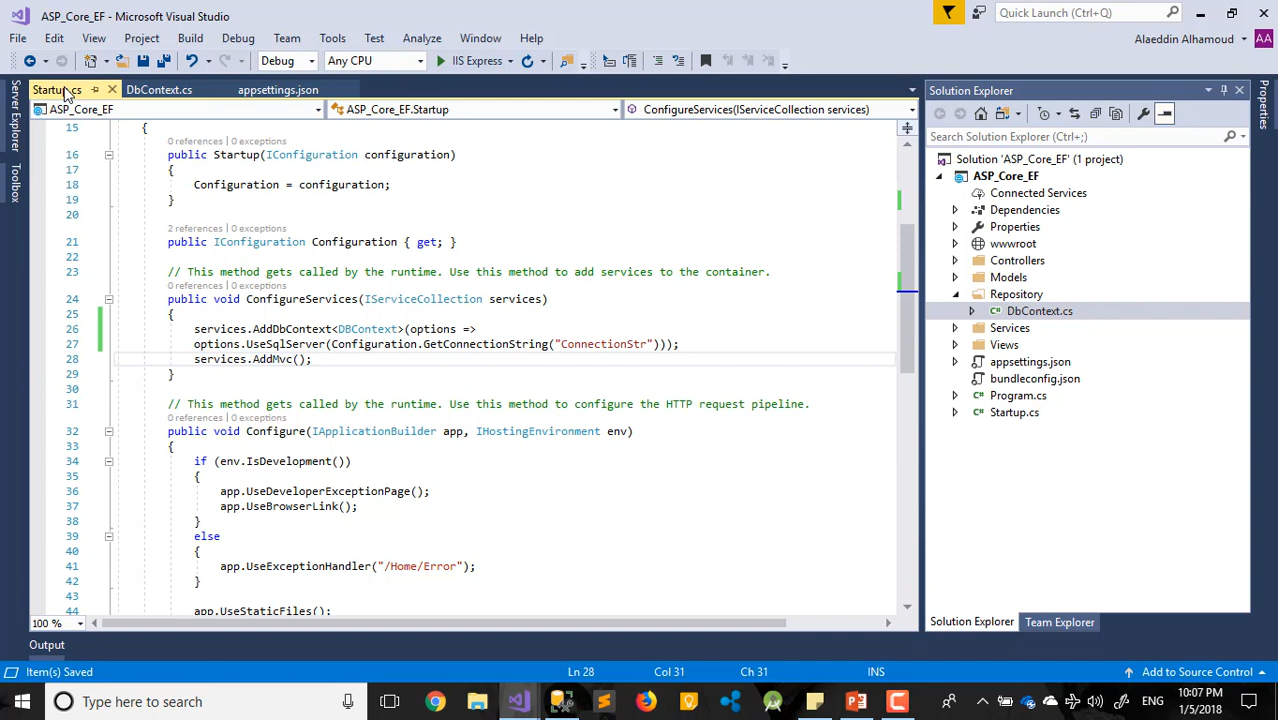 ASP_Core_EF - Microsoft Visual Studio
Quick Launch (Ctrl+Q)
File Edit View Project Build Debug Team Tools Test Analyze Window Help
Alaeddin Alhamoud AA
Debug Any CPU IIS Express
Server Explorer
Toolbox
Startup.cs DbContext.cs appsettings.json
ASP_Core_EF ASP_Core_EF.Startup ConfigureServices(IServiceCollection services)
15 {
0 references | 0 exceptions
16 public Startup(IConfiguration configuration)
17 {
18 Configuration = configuration;
19 }
20
2 references | 0 exceptions
21 public IConfiguration Configuration { get; }
22
23 // This method gets called by the runtime. Use this method to add services to the container.
0 references | 0 exceptions
24 public void ConfigureServices(IServiceCollection services)
25 {
26 services.AddDbContext<DBContext>(options =>
27 options.UseSqlServer(Configuration.GetConnectionString("ConnectionStr")));
28 services.AddMvc();
29 }
30
31 // This method gets called by the runtime. Use this method to configure the HTTP request pipeline.
0 references | 0 exceptions
32 public void Configure(IApplicationBuilder app, IHostingEnvironment env)
33 {
34 if (env.IsDevelopment())
35 {
36 app.UseDeveloperExceptionPage();
37 app.UseBrowserLink();
38 }
39 else
40 {
41 app.UseExceptionHandler("/Home/Error");
42 }
43
44 app.UseStaticFiles();
100 %
Output
Solution Explorer
Search Solution Explorer (Ctrl+;)
Solution 'ASP_Core_EF' (1 project)
ASP_Core_EF
Connected Services
Dependencies
Properties
wwwroot
Controllers
Models
Repository
C# DbContext.cs
Services
Views
appsettings.json
bundleconfig.json
C# Program.cs
C# Startup.cs
Solution Explorer Team Explorer
Properties
Item(s) Saved Ln 28 Col 31 Ch 31 INS Add to Source Control
Type here to search
ENG
10:07 PM
1/5/2018